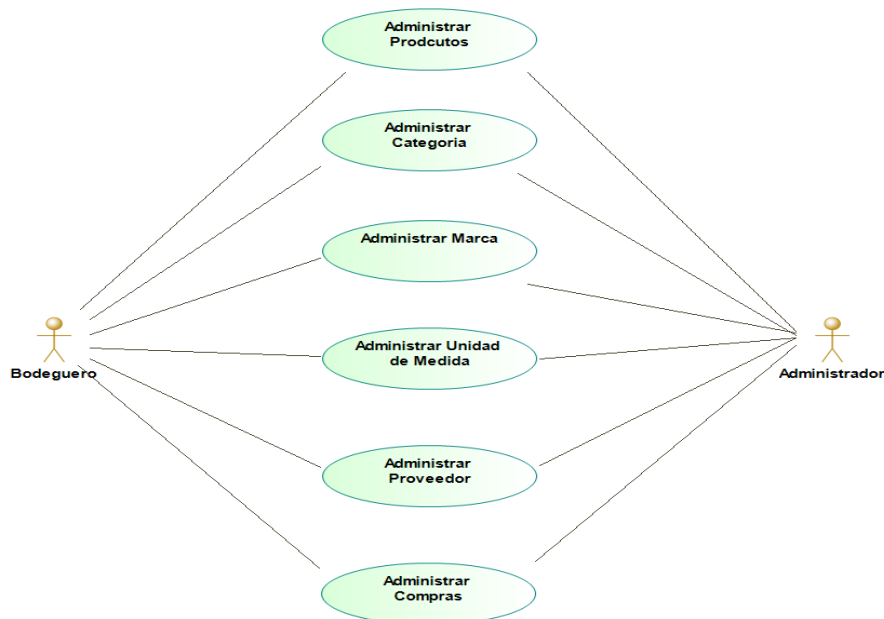 Administrar
Prodcutos
Administrar
Categoria
Administrar Marca
Administrar Unidad
de Medida
Bodeguero
Administrador
Administrar
Proveedor
Administrar
Compras